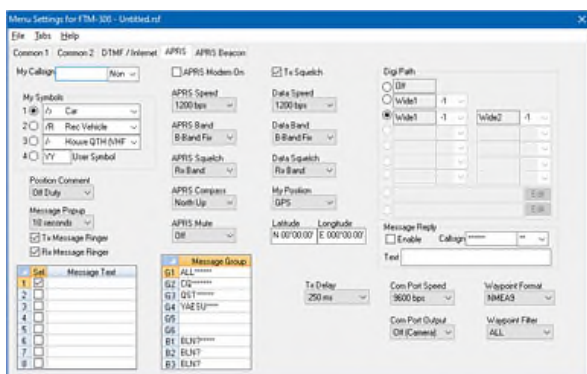 Menu Settings for FTM-300 - Untitled.rsf
File Tabs Help
Common 1 Common 2 DTMF / Internet APRS APRS Beacon
My Callsign Non
My Symbols
1 /> Car
2 /R Rec Vehicle
3 /- House QTH (VHF
4 YY User Symbol
Position Comment
Off Duty
Message Popup
10 seconds
Tx Message Ringer
Rx Message Ringer
Sel Message Text
1
2
3
4
5
6
7
8
APRS Modem On
APRS Speed
1200 bps
APRS Band
B-Band Fix
APRS Squelch
Rx Band
APRS Compass
North Up
APRS Mute
Off
Message Group
G1 ALL******
G2 CQ*******
G3 QST******
G4 YAESU****
G5
G6
B1 BLN?*****
B2 BLN?
B3 BLN?
Tx Squelch
Data Speed
1200 bps
Data Band
B-Band Fix
Data Squelch
Rx Band
My Position
GPS
Latitude Longitude
N 00°00.00' E 000°00.00'
Tx Delay
250 ms
Digi Path
Off
Wide1 -1
Wide1 -1 Wide2 -1
Edit
Edit
Message Reply
Enable Callsign ****** **
Text
Com Port Speed Waypoint Format
9600 bps NMEA9
Com Port Output Waypoint Filter
Off (Camera) ALL